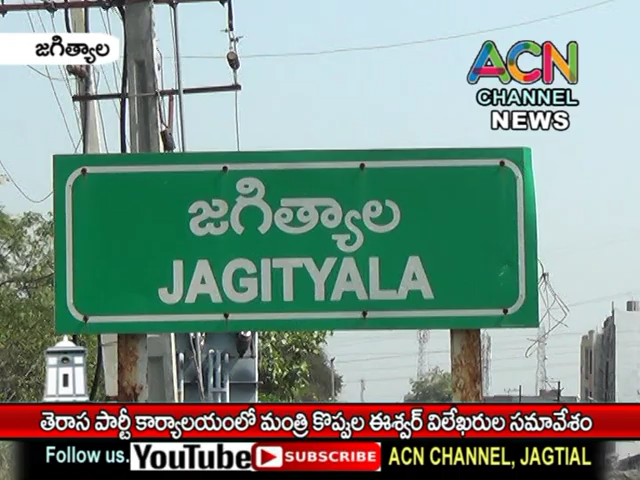 జగిత్యాల
ACN
CHANNEL
NEWS
జగిత్యాల
JAGITYALA
తెరాస పార్టీ కార్యాలయంలో మంత్రి కొప్పుల ఈశ్వర్ విలేఖరుల సమావేశం
Follow us. YouTube SUBSCRIBE ACN CHANNEL, JAGTIAL